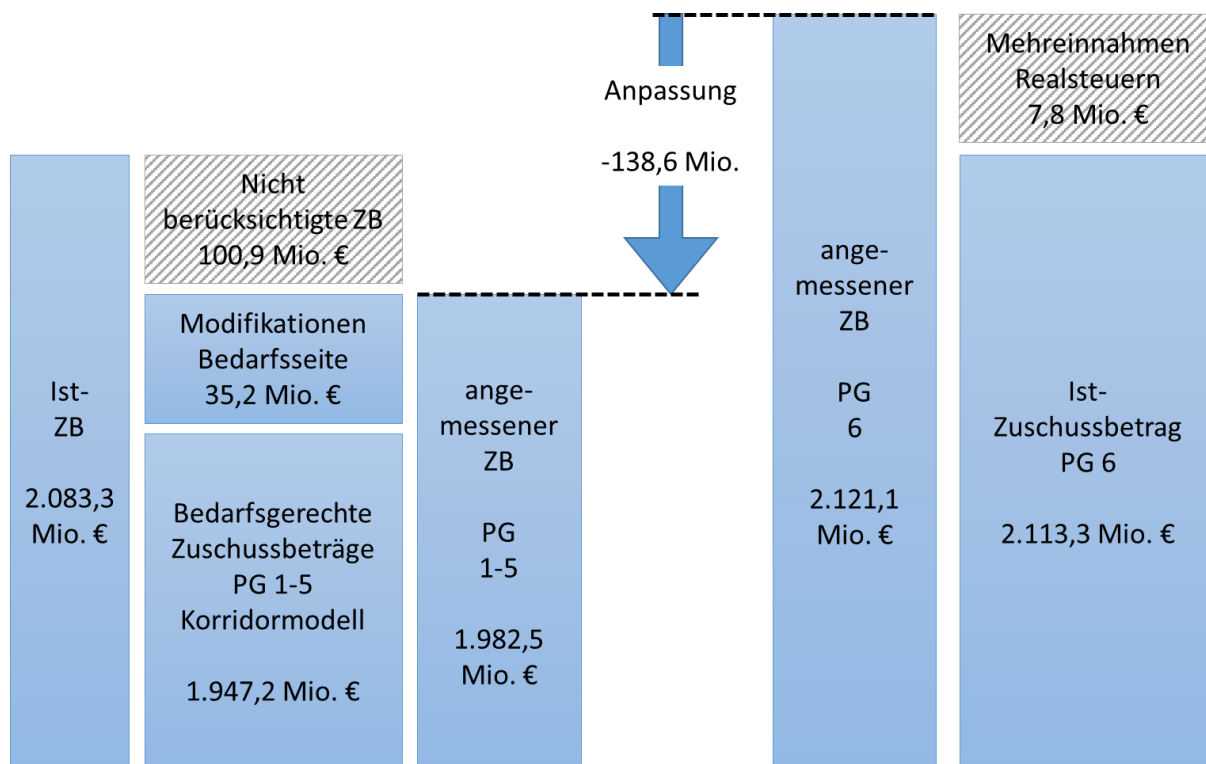 Ist-
ZB
2.083,3
Mio. €
Nicht
berücksichtigte ZB
100,9 Mio. €
Modifikationen
Bedarfsseite
35,2 Mio. €
Bedarfsgerechte
Zuschussbeträge
PG 1-5
Korridormodell
1.947,2 Mio. €
ange-
messener
ZB
PG
1-5
1.982,5
Mio. €
Anpassung
-138,6 Mio.
ange-
messener
ZB
PG
6
2.121,1
Mio. €
Mehreinnahmen
Realsteuern
7,8 Mio. €
Ist-
Zuschussbetrag
PG 6
2.113,3 Mio. €